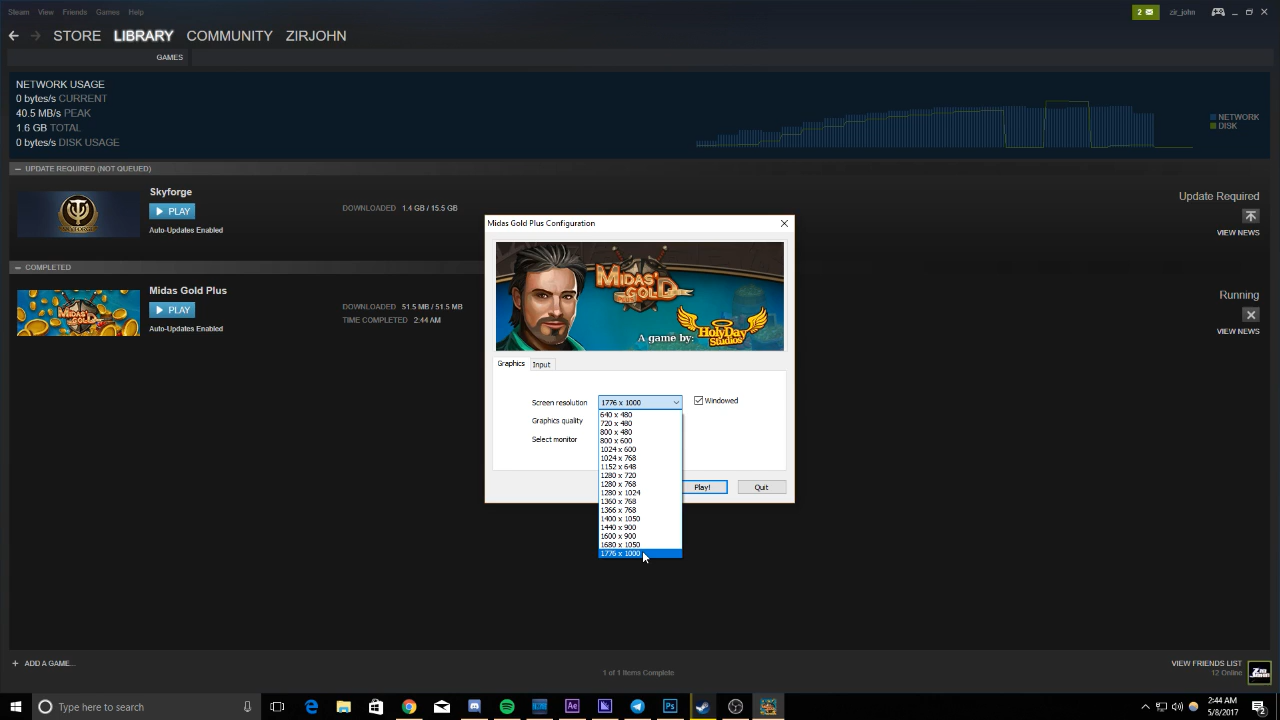 Steam View Friends Games Help
2
zir_john
STORE LIBRARY COMMUNITY ZIRJOHN
GAMES
NETWORK USAGE
0 bytes/s CURRENT
40.5 MB/s PEAK
1.6 GB TOTAL
0 bytes/s DISK USAGE
NETWORK
DISK
— UPDATE REQUIRED (NOT QUEUED)
Skyforge
PLAY
Auto-Updates Enabled
DOWNLOADED 1.4 GB / 15.5 GB
Update Required
VIEW NEWS
— COMPLETED
Midas Gold Plus
PLAY
Auto-Updates Enabled
DOWNLOADED 51.5 MB / 51.5 MB
TIME COMPLETED 2:44 AM
Running
VIEW NEWS
MIDAS' GOLD
Midas Gold Plus Configuration
MIDAS' GOLD
A game by: HolyDay Studios
Graphics Input
Screen resolution 1776 x 1000 Windowed
Graphics quality
Select monitor
640 x 480
720 x 480
800 x 480
800 x 600
1024 x 600
1024 x 768
1152 x 648
1280 x 720
1280 x 768
1280 x 1024
1360 x 768
1366 x 768
1400 x 1050
1440 x 900
1600 x 900
1680 x 1050
1776 x 1000
Play! Quit
+ ADD A GAME...
1 of 1 Items Complete
VIEW FRIENDS LIST
12 Online
Type here to search
Ae
Ps
2:44 AM
5/8/2017
2